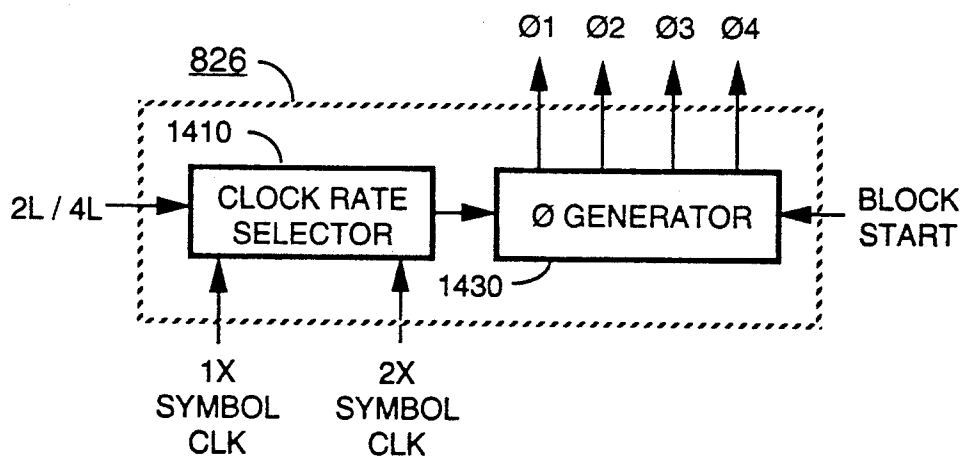 Ø1 Ø2 Ø3 Ø4
826
1410
2L / 4L
CLOCK RATE
SELECTOR
Ø GENERATOR
BLOCK
START
1430
1X
SYMBOL
CLK
2X
SYMBOL
CLK